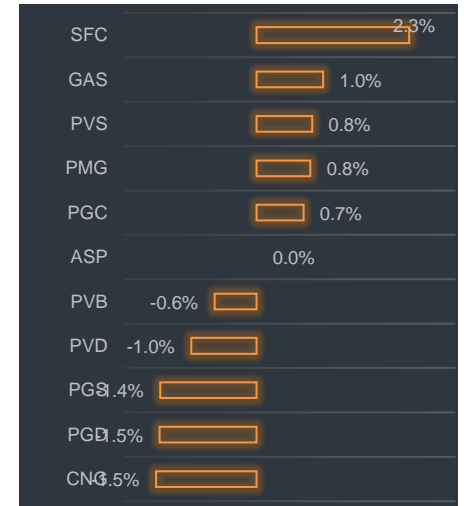 SFC 2.3%
GAS 1.0%
PVS 0.8%
PMG 0.8%
PGC 0.7%
ASP 0.0%
PVB -0.6%
PVD -1.0%
PGS -1.4%
PGD -1.5%
CNG -1.5%